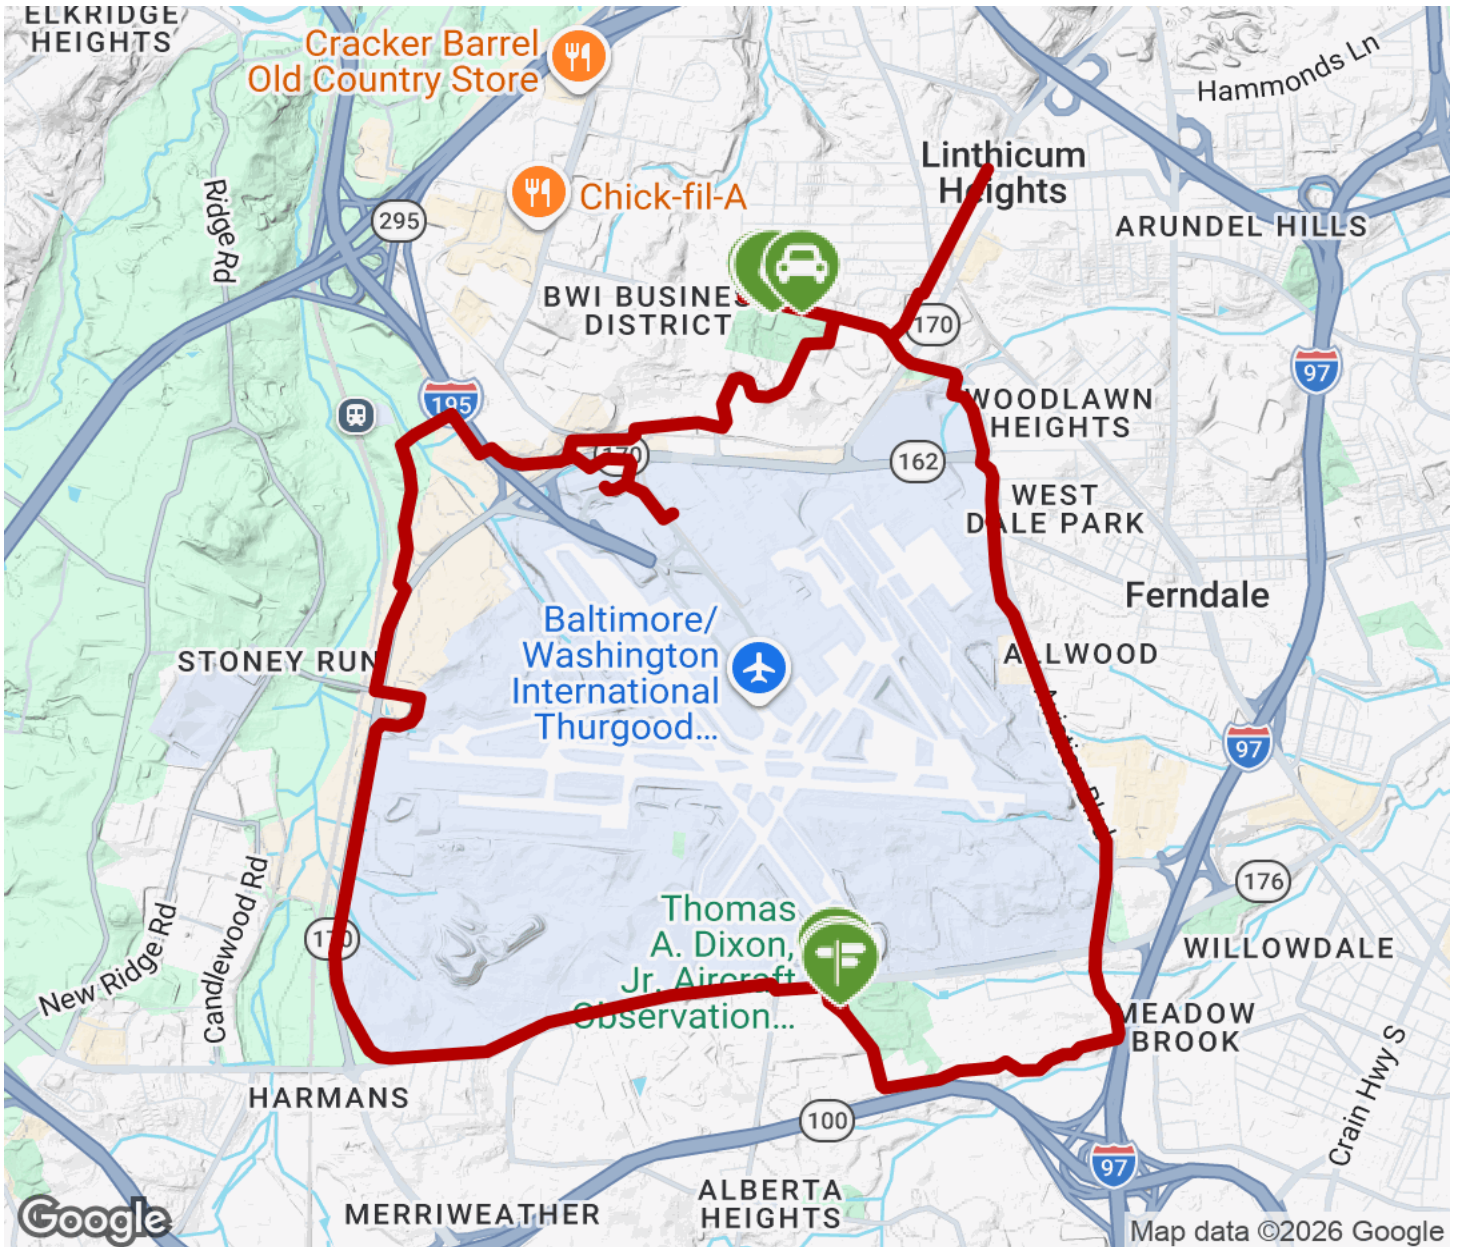 ELKRIDGE
HEIGHTS
Cracker Barrel
Old Country Store
Hammonds Ln
Linthicum
Heights
Chick-fil-A
Ridge Rd
295
ARUNDEL HILLS
BWI BUSINES
DISTRICT
170
97
195
WOODLAWN
HEIGHTS
170
162
WEST
DALE PARK
Ferndale
Baltimore/
Washington
International
Thurgood...
STONEY RUN
ALLWOOD
97
Aviation Blvd
176
Candlewood Rd
New Ridge Rd
170
Thomas
A. Dixon,
Jr. Aircraft
Observation...
WILLOWDALE
MEADOW
BROOK
Crain Hwy S
HARMANS
100
97
MERRIWEATHER
ALBERTA
HEIGHTS
Google
Map data ©2026 Google